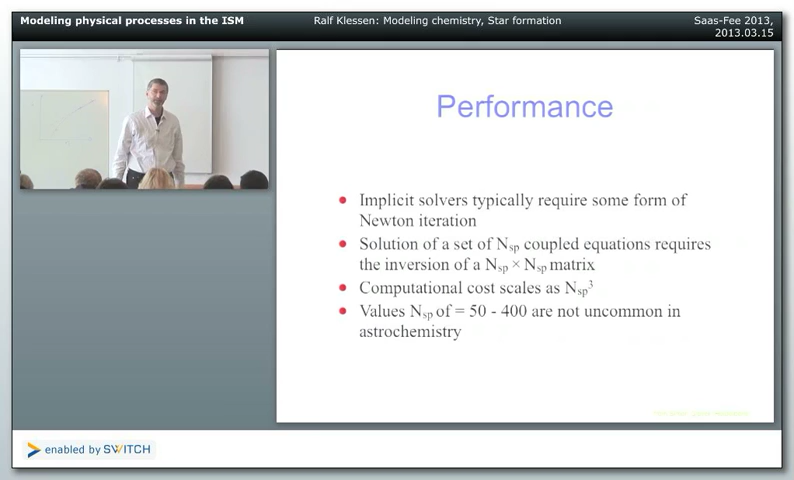 Modeling physical processes in the ISM
Ralf Klessen: Modeling chemistry, Star formation
Saas-Fee 2013,
2013.03.15
Performance
Implicit solvers typically require some form of
Newton iteration
Solution of a set of Nsp coupled equations requires
the inversion of a Nsp × Nsp matrix
Computational cost scales as Nsp³
Values Nsp of = 50 - 400 are not uncommon in
astrochemistry
enabled by SWITCH